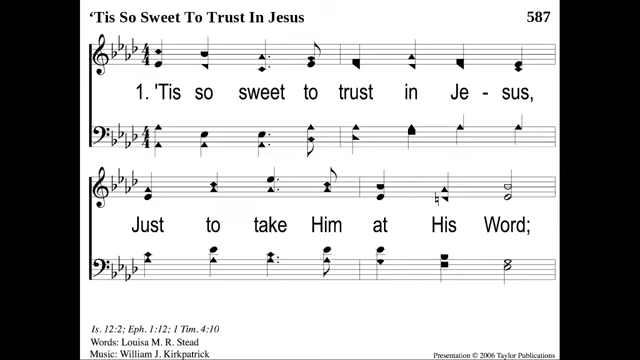 ‘Tis So Sweet To Trust In Jesus 587
1. 'Tis so sweet to trust in Je - sus,
Just to take Him at His Word;
Is. 12:2; Eph. 1:12; 1 Tim. 4:10
Words: Louisa M. R. Stead
Music: William J. Kirkpatrick
Presentation © 2006 Taylor Publications